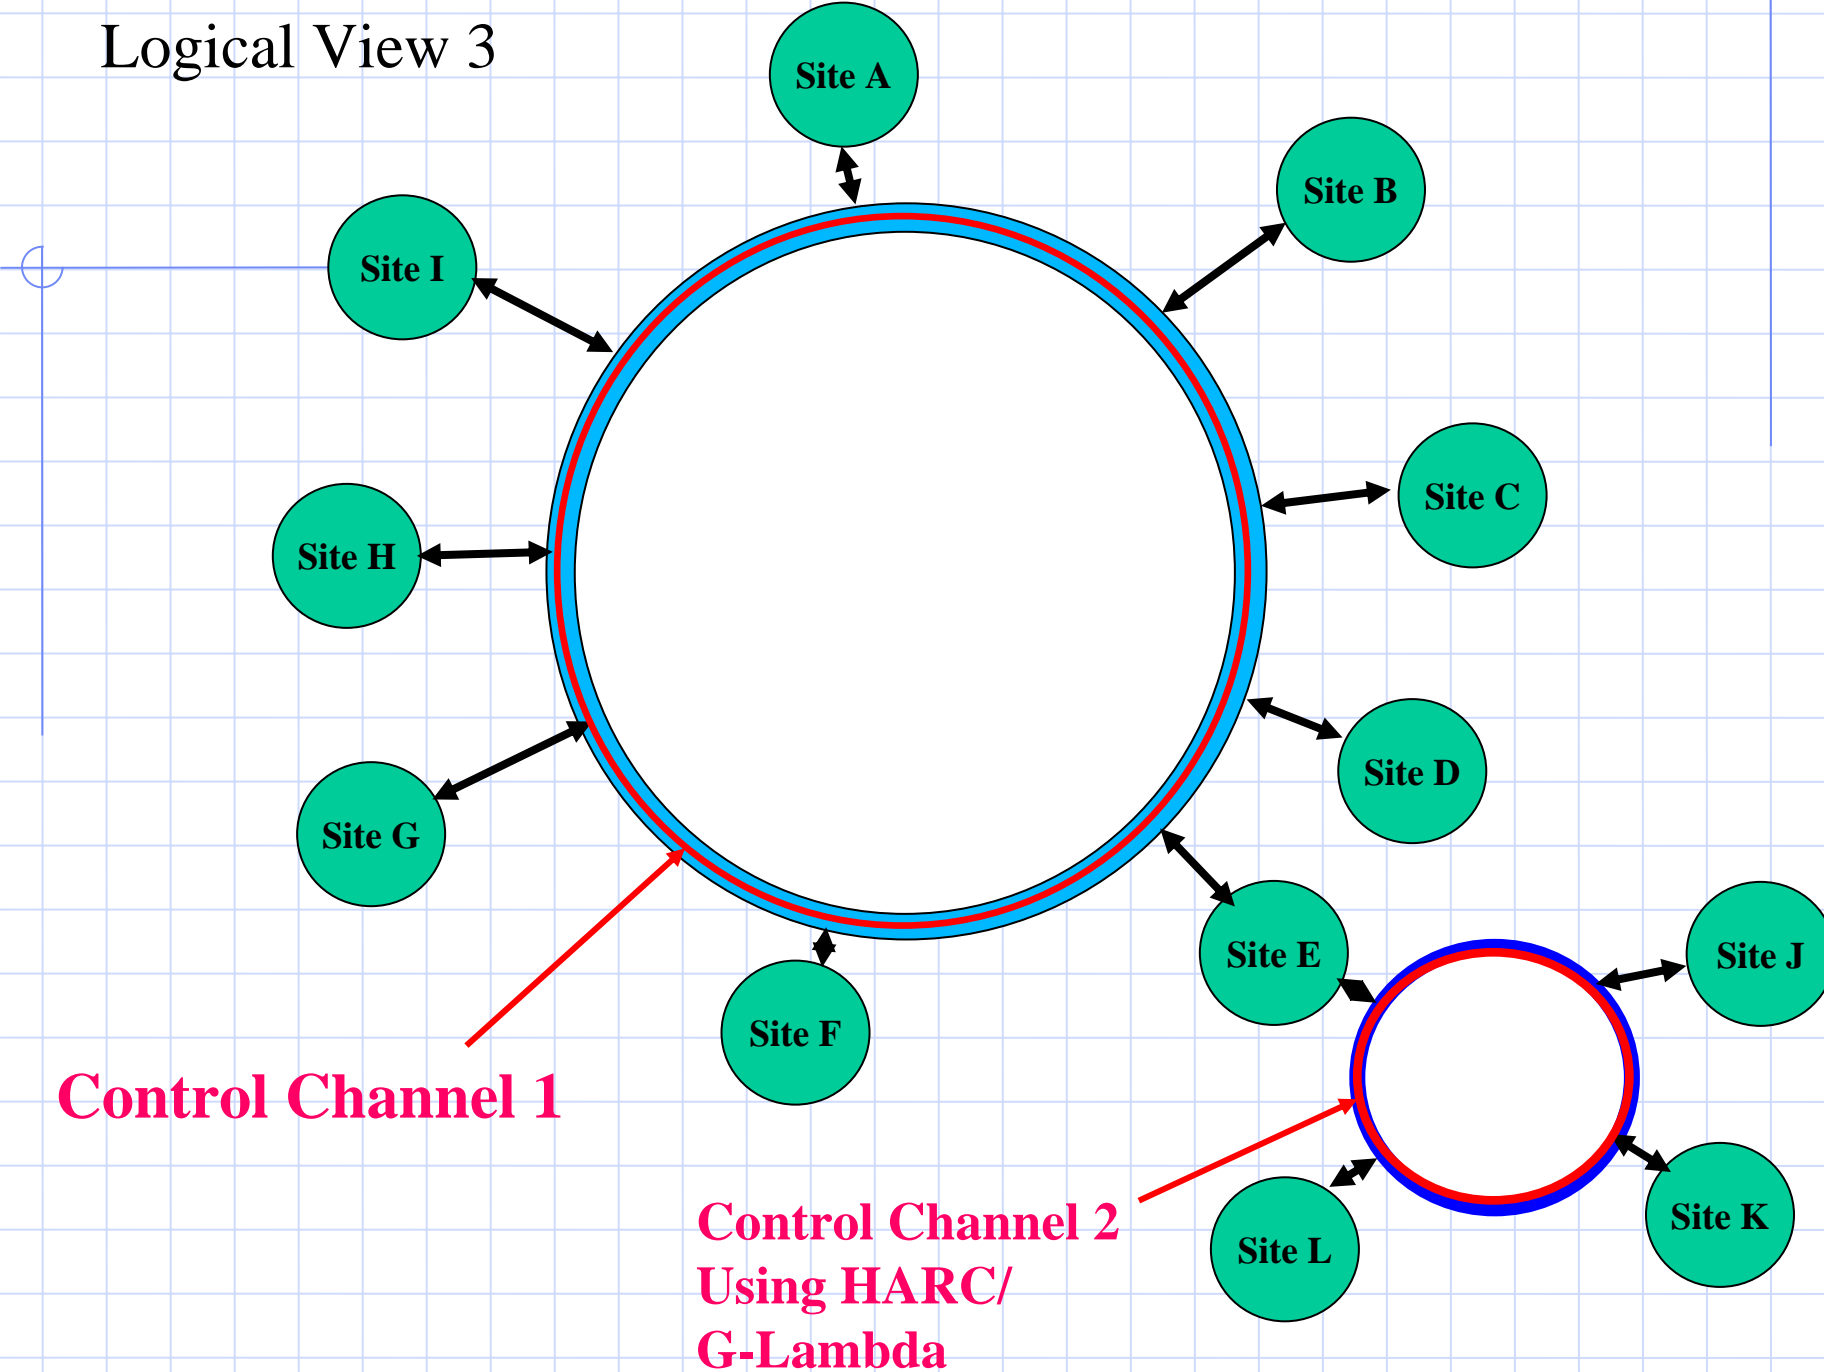 Logical View 3
Site A
Site B
Site I
Site C
Site H
Site D
Site G
Site E
Site J
Site F
Control Channel 1
Site K
Control Channel 2
Using HARC/
G-Lambda
Site L